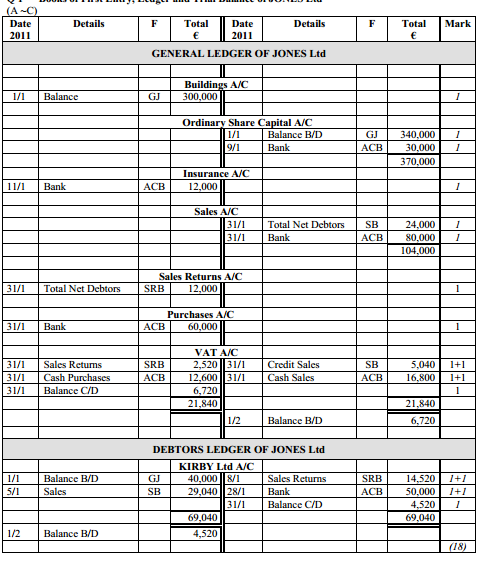 (A ~C)
Date Details F Total Date Details F Total Mark
2011 € 2011 €
GENERAL LEDGER OF JONES Ltd
Buildings A/C
1/1 Balance GJ 300,000 1
Ordinary Share Capital A/C
1/1 Balance B/D GJ 340,000 1
9/1 Bank ACB 30,000 1
370,000
Insurance A/C
11/1 Bank ACB 12,000 1
Sales A/C
31/1 Total Net Debtors SB 24,000 1
31/1 Bank ACB 80,000 1
104,000
Sales Returns A/C
31/1 Total Net Debtors SRB 12,000 1
Purchases A/C
31/1 Bank ACB 60,000 1
VAT A/C
31/1 Sales Returns SRB 2,520 31/1 Credit Sales SB 5,040 1+1
31/1 Cash Purchases ACB 12,600 31/1 Cash Sales ACB 16,800 1+1
31/1 Balance C/D 6,720 1
21,840 21,840
1/2 Balance B/D 6,720
DEBTORS LEDGER OF JONES Ltd
KIRBY Ltd A/C
1/1 Balance B/D GJ 40,000 8/1 Sales Returns SRB 14,520 1+1
5/1 Sales SB 29,040 28/1 Bank ACB 50,000 1+1
31/1 Balance C/D 4,520 1
69,040 69,040
1/2 Balance B/D 4,520
(18)